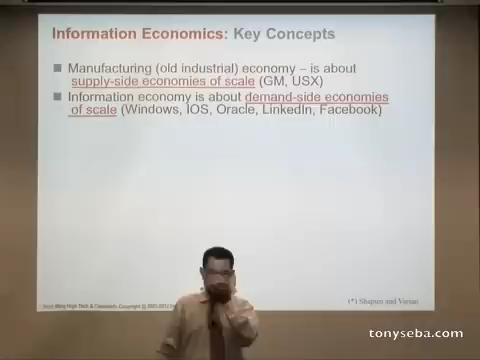 Information Economics: Key Concepts
Manufacturing (old industrial) economy – is about
supply-side economies of scale (GM, USX)
Information economy is about demand-side economies
of scale (Windows, IOS, Oracle, LinkedIn, Facebook)
(*) Shapiro and Varian
tonyseba.com